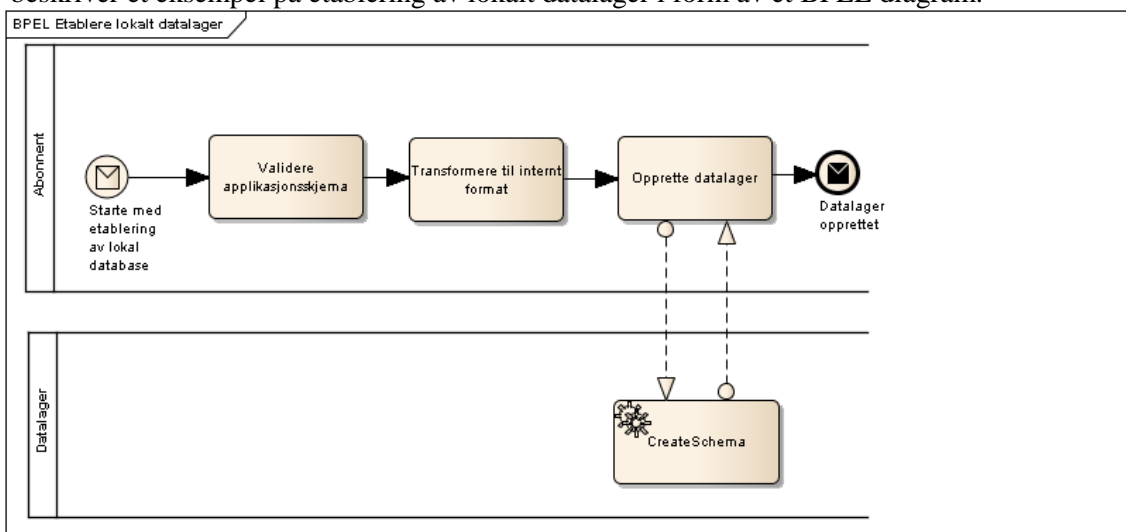 beskriver et eksempel på etablering av lokalt datalager i form av et BPEL diagram.
BPEL Etablere lokalt datalager
Abonnent
Starte med
etablering
av lokal
database
Validere
applikasjonsskjema
Transformere til internt
format
Opprette datalager
Datalager
opprettet
Datalager
CreateSchema